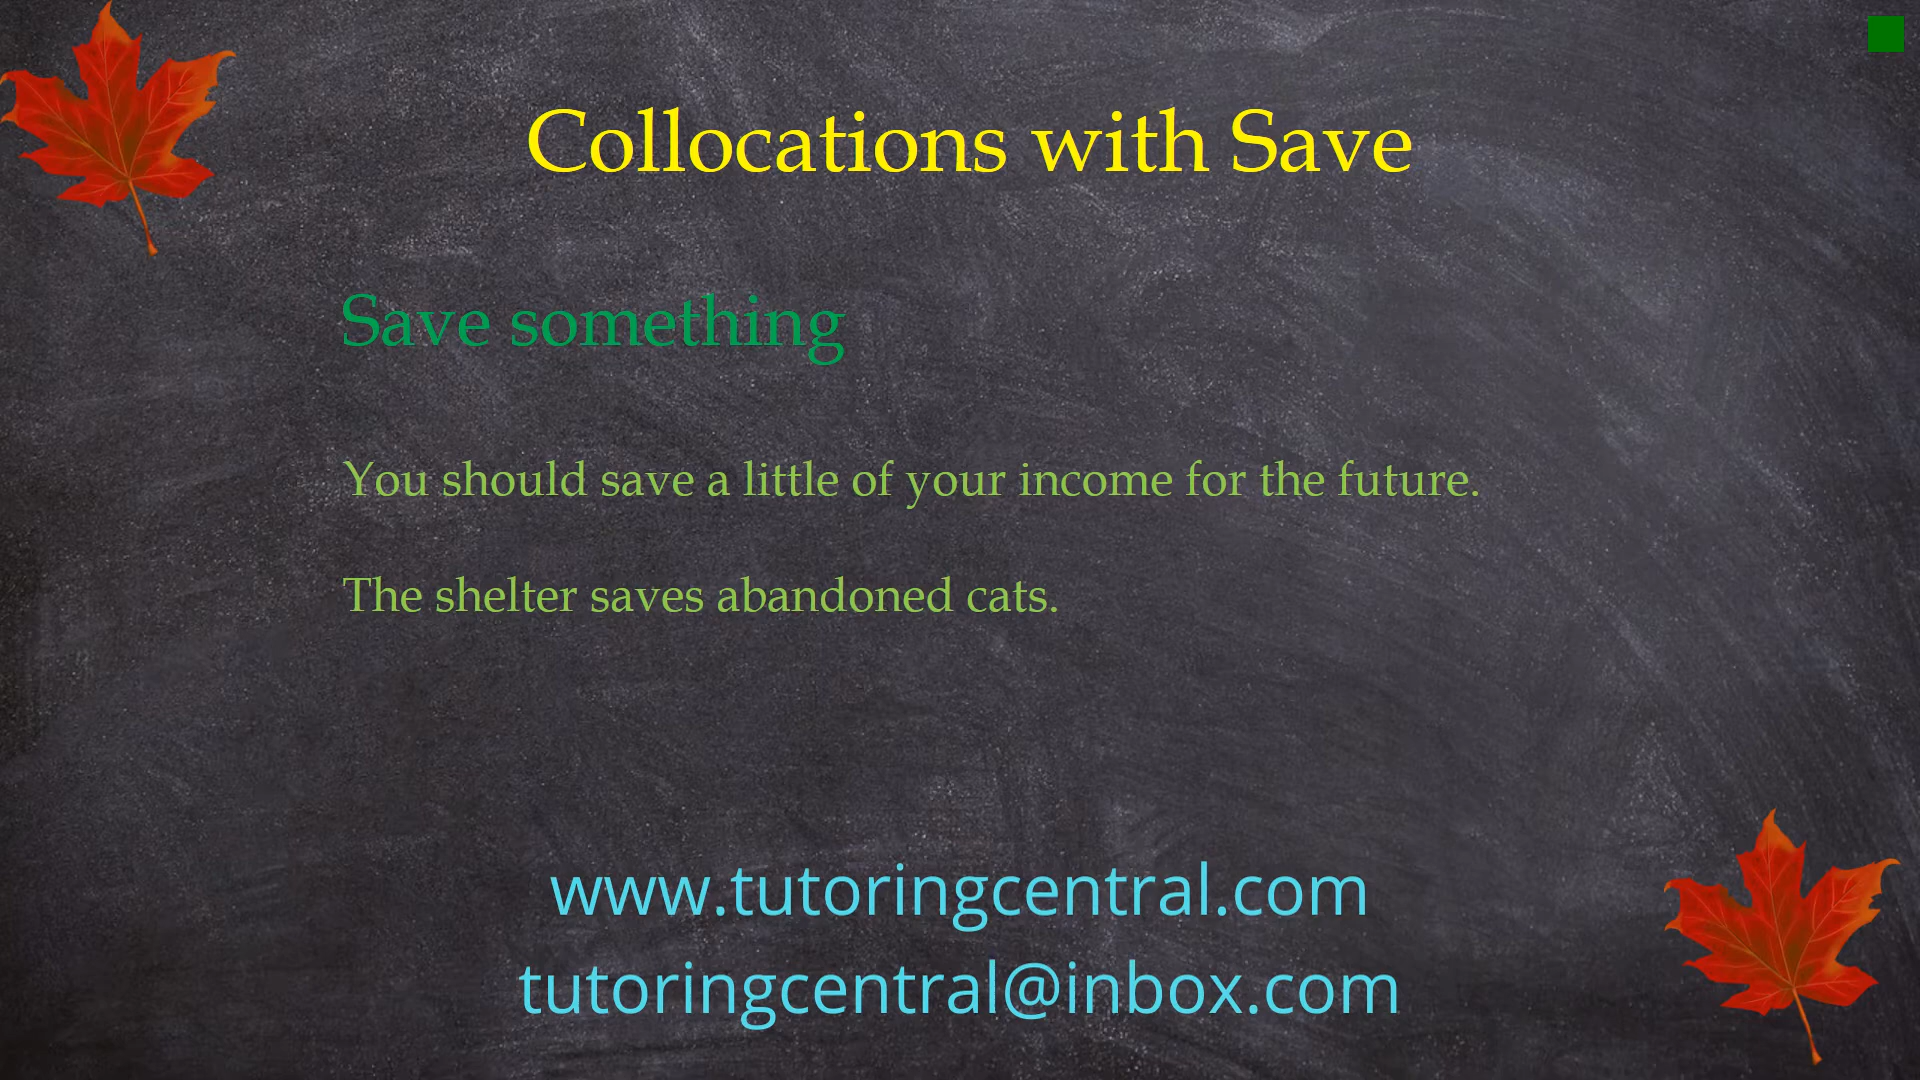 Collocations with Save
Save something
You should save a little of your income for the future.
The shelter saves abandoned cats.
www.tutoringcentral.com
tutoringcentral@inbox.com